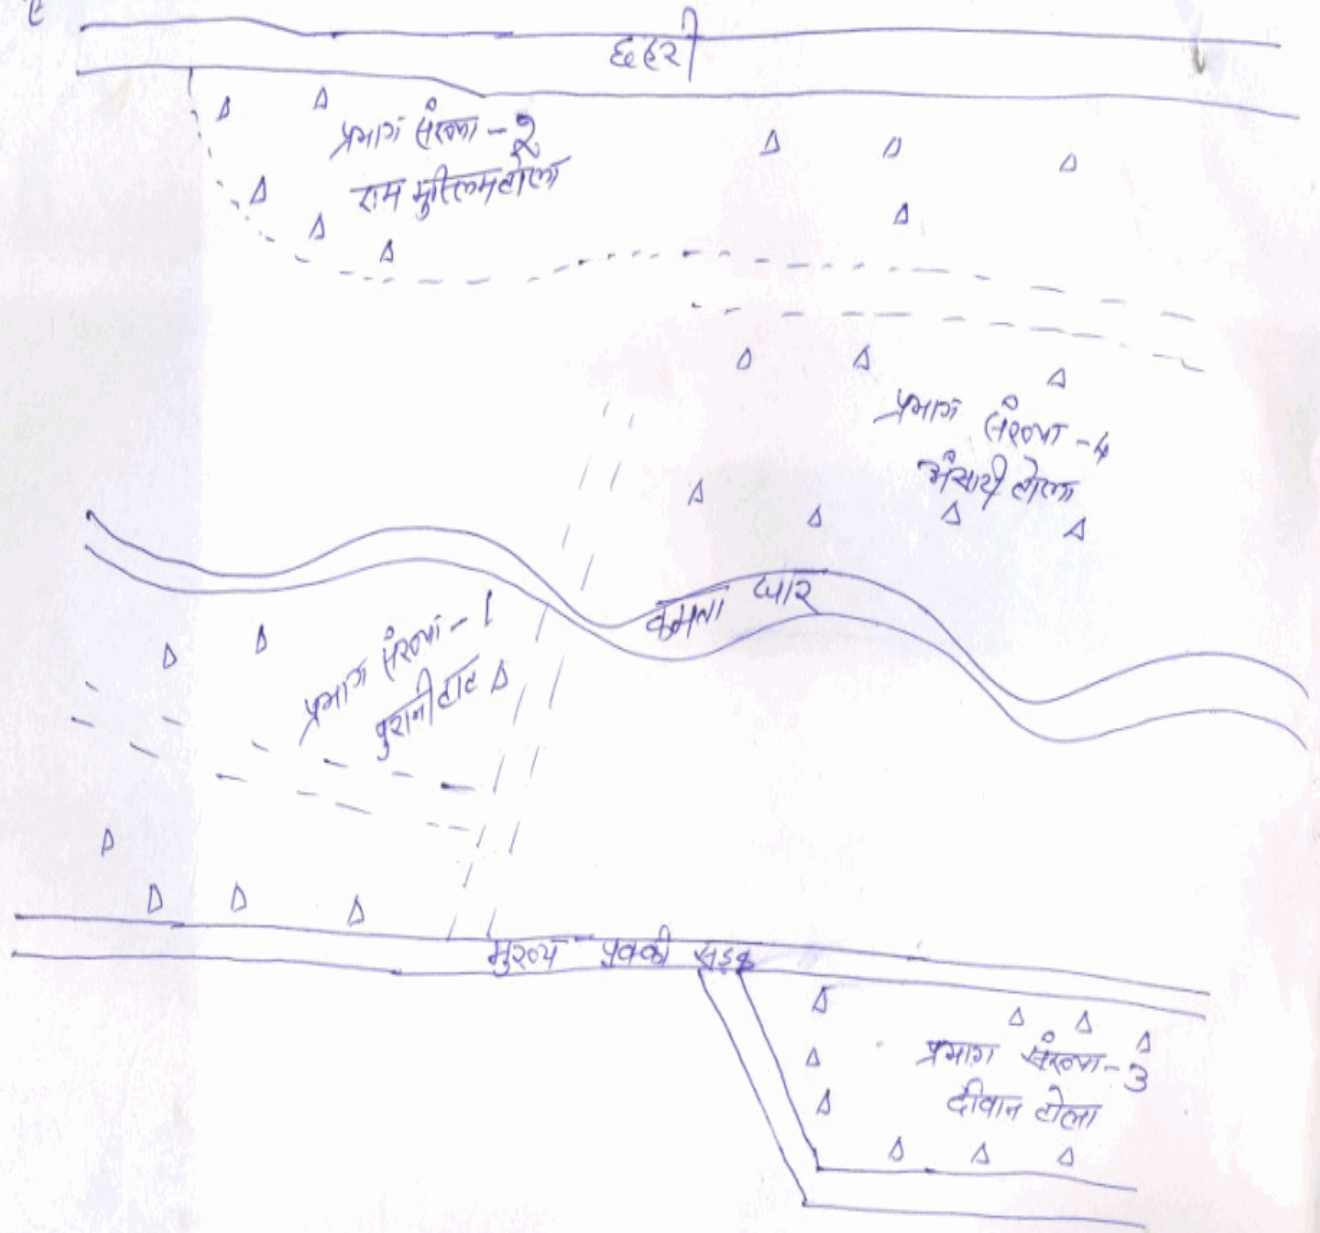 छहरी
प्रभाग संख्या - 2
राम मुस्लिम टोला
प्रभाग संख्या - 4
टोला
कमला धार
प्रभाग संख्या - 1
पुरानी हाट
मुख्य पक्की सड़क
प्रभाग संख्या - 3
दीवान टोला